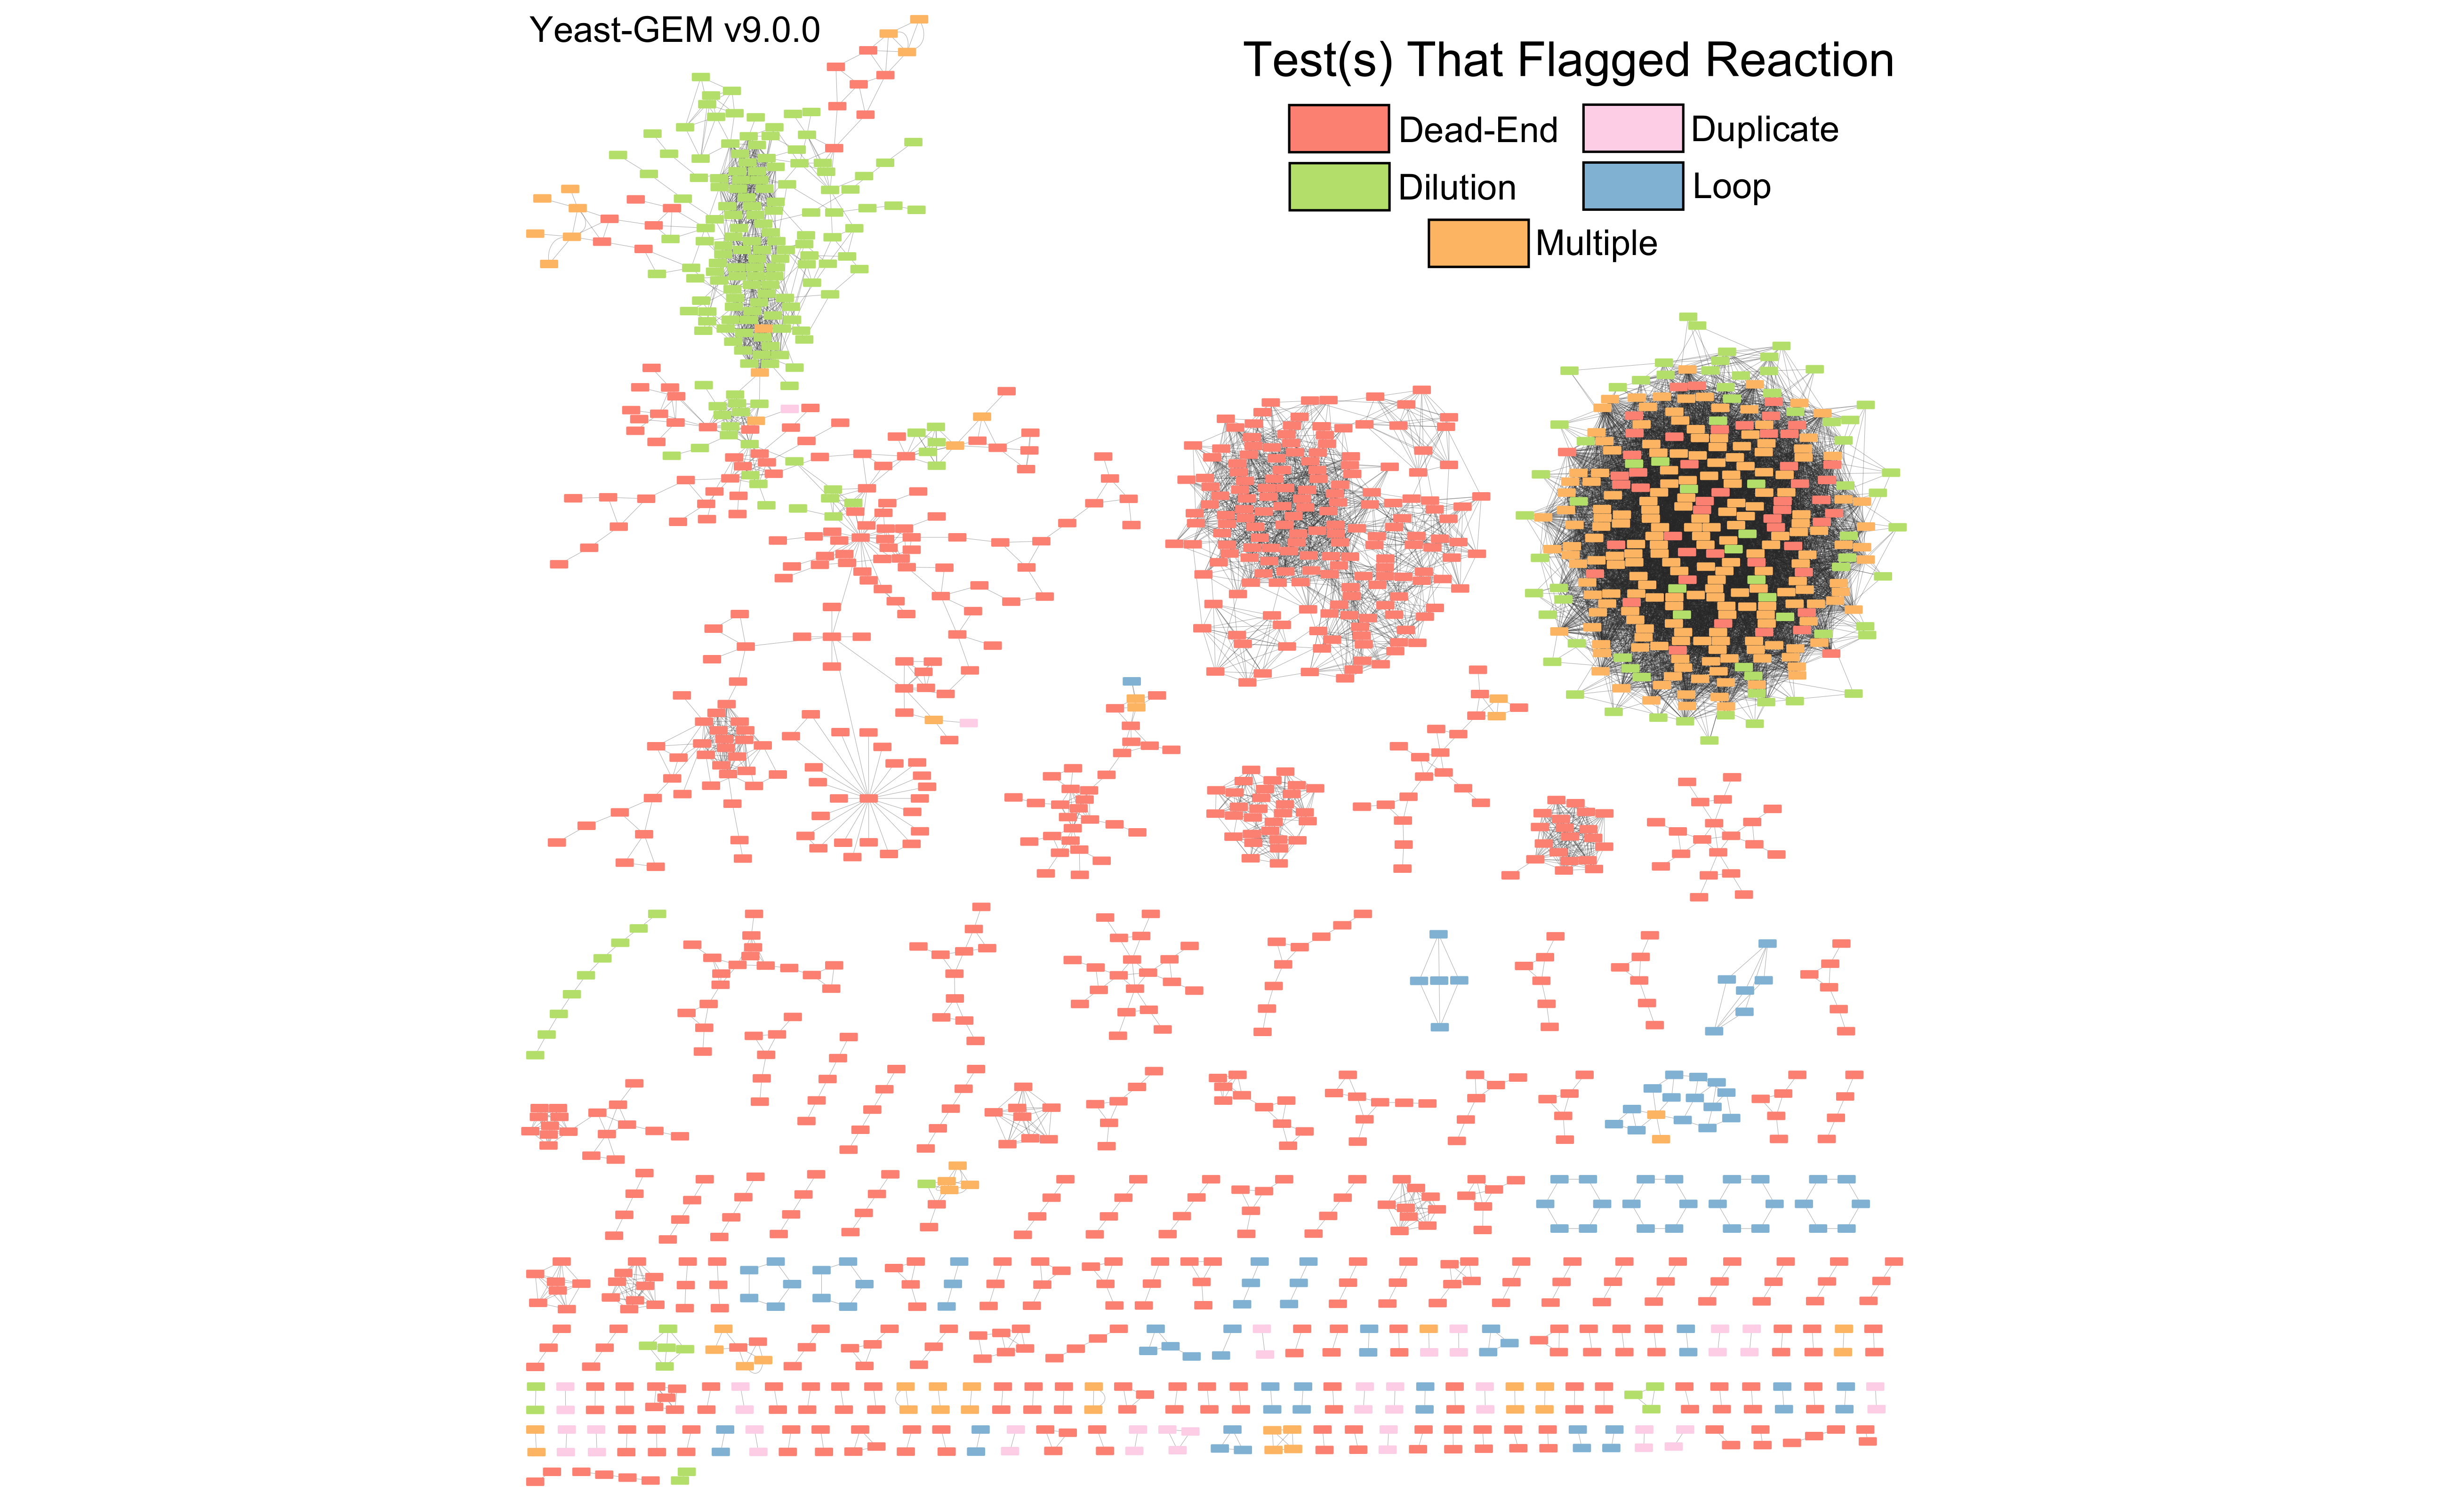 Yeast-GEM v9.0.0
Test(s) That Flagged Reaction
Dead-End
Duplicate
Dilution
Loop
Multiple